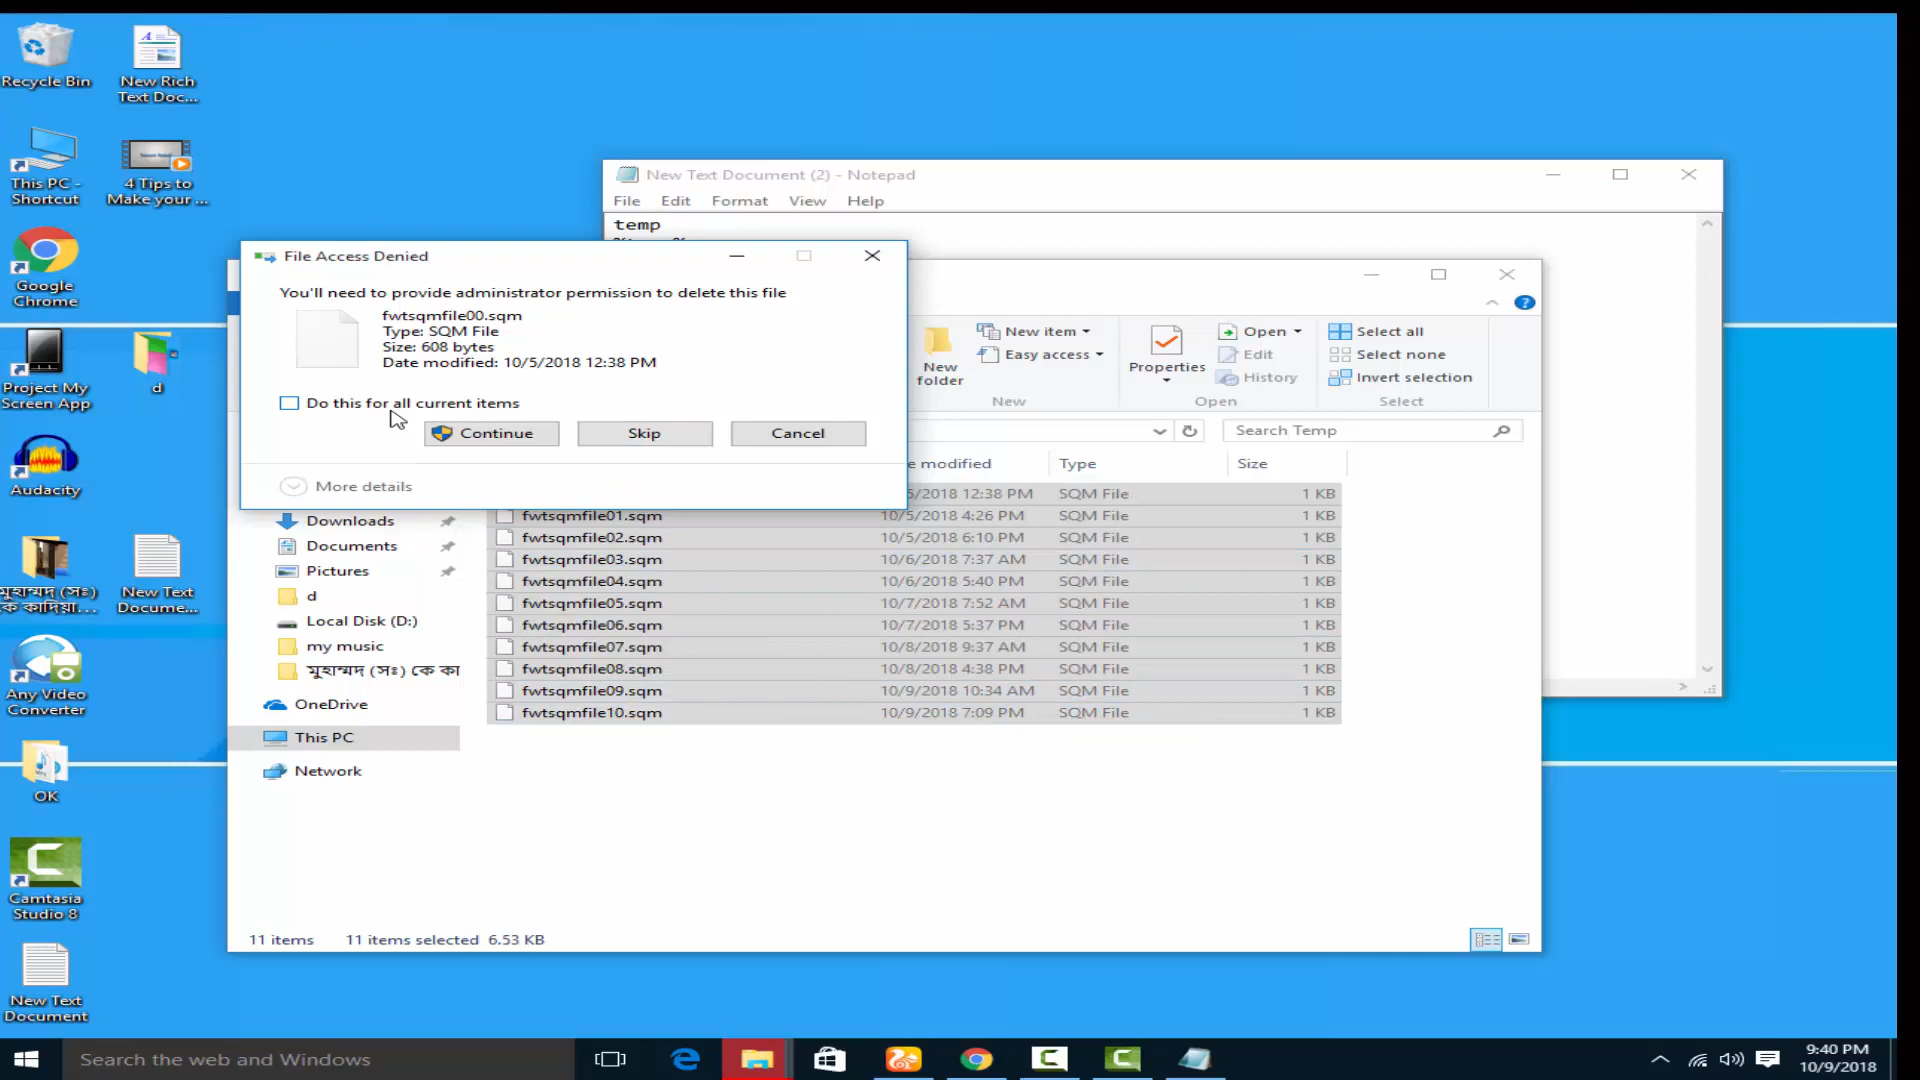 Recycle Bin
New Rich
Text Doc...
This PC -
Shortcut
4 Tips to
Make your ...
Google
Chrome
Project My
Screen App
d
Audacity
মুহাম্মদ (সঃ)
কে কাদিয়া...
New Text
Docume...
Any Video
Converter
OK
Camtasia
Studio 8
New Text
Document
New Text Document (2) - Notepad
File Edit Format View Help
temp
File Access Denied
You'll need to provide administrator permission to delete this file
fwtsqmfile00.sqm
Type: SQM File
Size: 608 bytes
Date modified: 10/5/2018 12:38 PM
Do this for all current items
Continue Skip Cancel
More details
New
folder
New item
Easy access
New
Properties
Open
Edit
History
Open
Select all
Select none
Invert selection
Select
Search Temp
e modified Type Size
5/2018 12:38 PM SQM File 1 KB
fwtsqmfile01.sqm 10/5/2018 4:26 PM SQM File 1 KB
fwtsqmfile02.sqm 10/5/2018 6:10 PM SQM File 1 KB
fwtsqmfile03.sqm 10/6/2018 7:37 AM SQM File 1 KB
fwtsqmfile04.sqm 10/6/2018 5:40 PM SQM File 1 KB
fwtsqmfile05.sqm 10/7/2018 7:52 AM SQM File 1 KB
fwtsqmfile06.sqm 10/7/2018 5:37 PM SQM File 1 KB
fwtsqmfile07.sqm 10/8/2018 9:37 AM SQM File 1 KB
fwtsqmfile08.sqm 10/8/2018 4:38 PM SQM File 1 KB
fwtsqmfile09.sqm 10/9/2018 10:34 AM SQM File 1 KB
fwtsqmfile10.sqm 10/9/2018 7:09 PM SQM File 1 KB
Downloads
Documents
Pictures
d
Local Disk (D:)
my music
মুহাম্মদ (সঃ) কে কা
OneDrive
This PC
Network
11 items 11 items selected 6.53 KB
Search the web and Windows
9:40 PM
10/9/2018